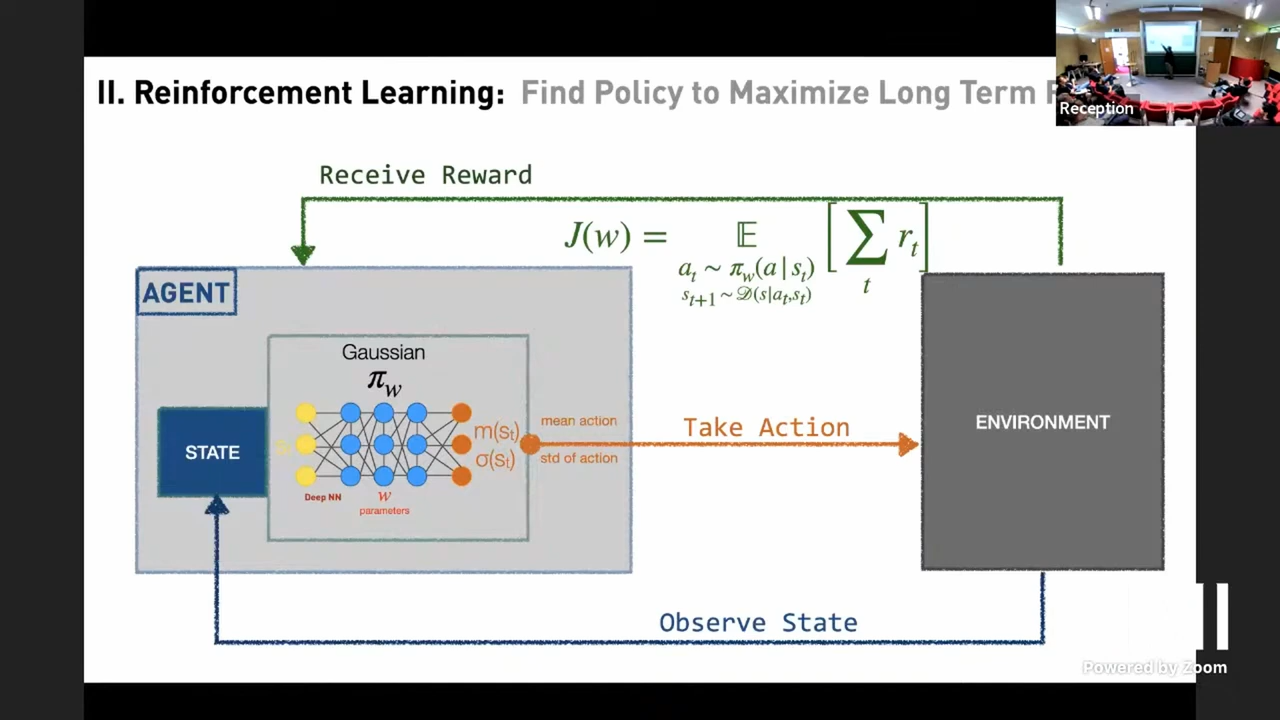 II. Reinforcement Learning: Find Policy to Maximize Long Term
Reception
Receive Reward
J(w) = 𝔼 [∑ r_t]
a_t ~ π_w(a|s_t) t
s_{t+1} ~ 𝒟(s|a_t,s_t)
AGENT
Gaussian
π_w
STATE
m(s_t)
σ(s_t)
mean action
std of action
Take Action
ENVIRONMENT
Deep NN
w
parameters
Observe State
Powered by Zoom